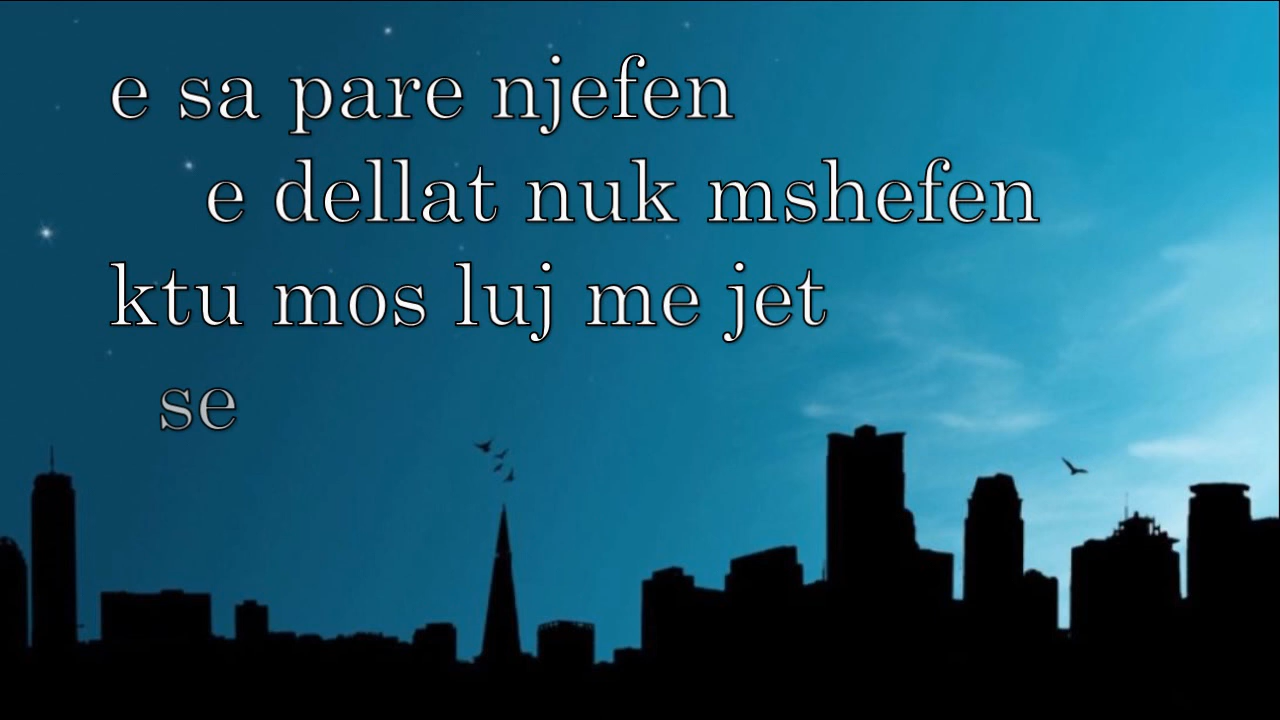 e sa pare njefen
e dellat nuk mshefen
ktu mos luj me jet
se